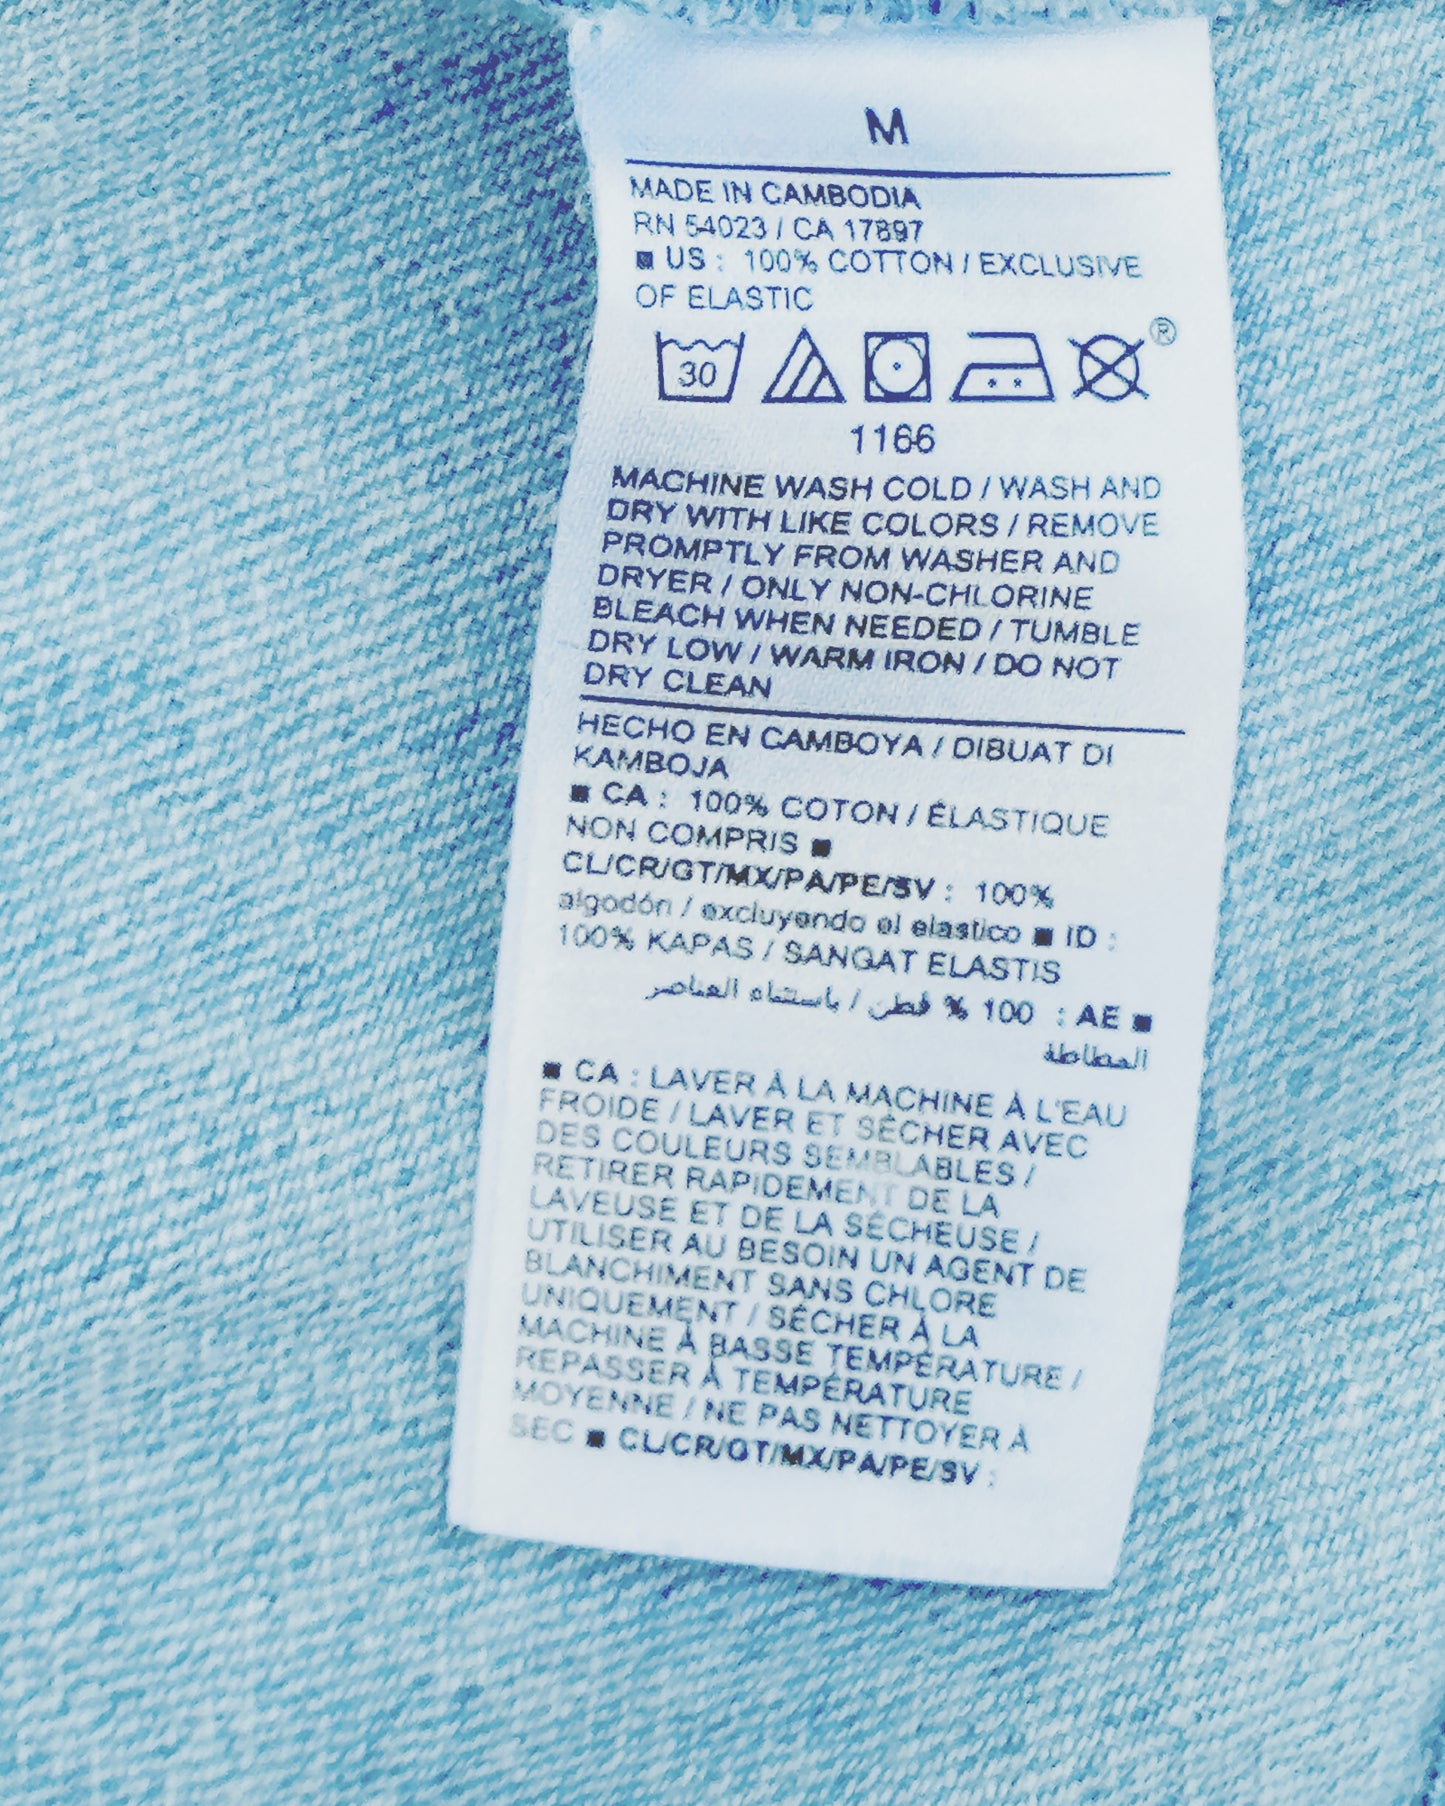 M
MADE IN CAMBODIA
RN 54023 / CA 17897
■ US : 100% COTTON / EXCLUSIVE
OF ELASTIC
®
30
1166
MACHINE WASH COLD / WASH AND
DRY WITH LIKE COLORS / REMOVE
PROMPTLY FROM WASHER AND
DRYER / ONLY NON-CHLORINE
BLEACH WHEN NEEDED / TUMBLE
DRY LOW / WARM IRON / DO NOT
DRY CLEAN
HECHO EN CAMBOYA / DIBUAT DI
KAMBOJA
■ CA : 100% COTON / ÉLASTIQUE
NON COMPRIS ■
CL/CR/GT/MX/PA/PE/SV : 100%
algodón / excluyendo el elastico ■ ID :
100% KAPAS / SANGAT ELASTIS
■ AE : 100 % قطن / باستثناء العناصر
المطاطة
■ CA : LAVER À LA MACHINE À L'EAU
FROIDE / LAVER ET SÉCHER AVEC
DES COULEURS SEMBLABLES /
RETIRER RAPIDEMENT DE LA
LAVEUSE ET DE LA SÉCHEUSE /
UTILISER AU BESOIN UN AGENT DE
BLANCHIMENT SANS CHLORE
UNIQUEMENT / SÉCHER À LA
MACHINE À BASSE TEMPÉRATURE /
REPASSER À TEMPÉRATURE
MOYENNE / NE PAS NETTOYER À
SEC ■ CL/CR/GT/MX/PA/PE/SV :